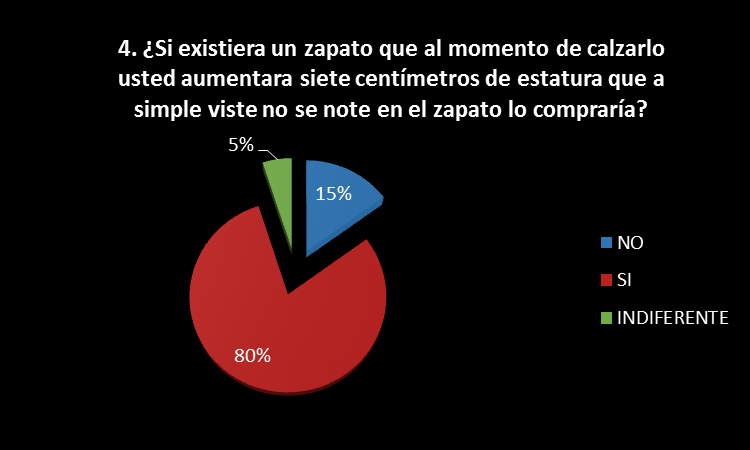 4. ¿Si existiera un zapato que al momento de calzarlo
usted aumentara siete centímetros de estatura que a
simple viste no se note en el zapato lo compraría?
5%
15%
NO
SI
INDIFERENTE
80%